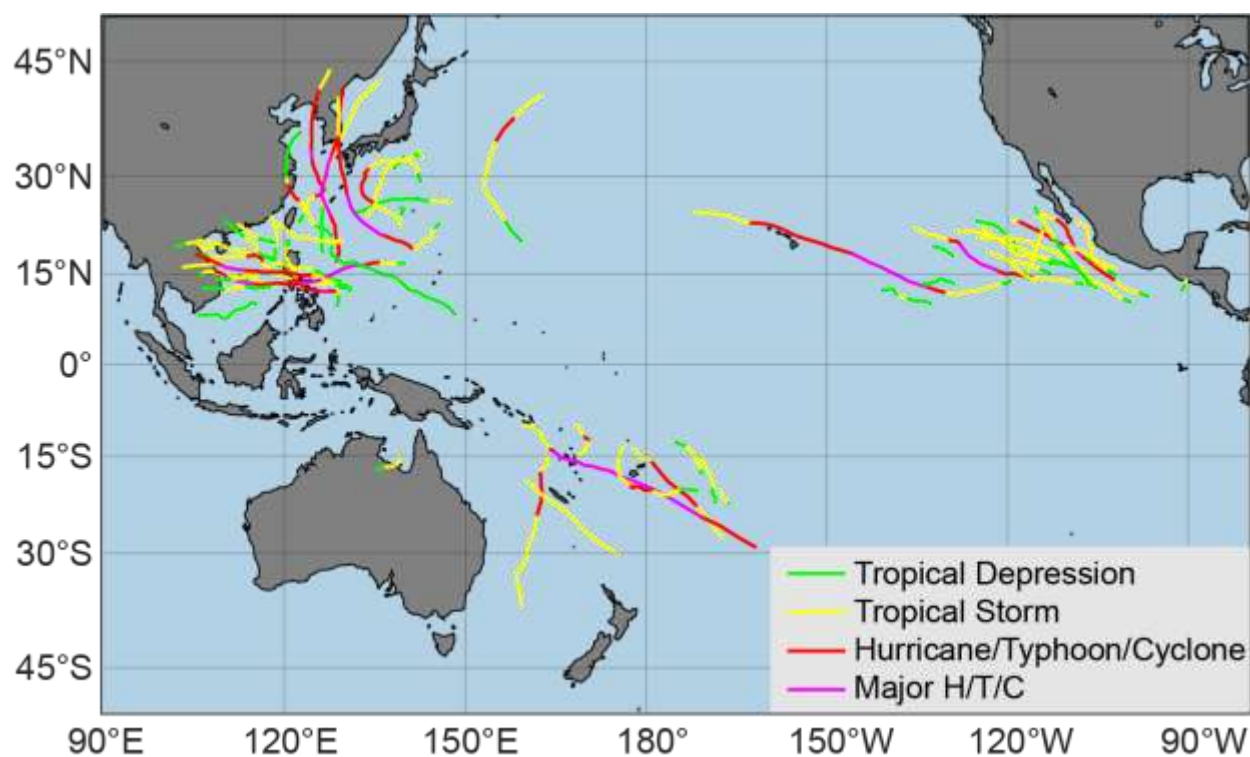 45°N
30°N
15°N
0°
15°S
30°S
45°S
Tropical Depression
Tropical Storm
Hurricane/Typhoon/Cyclone
Major H/T/C
90°E 120°E 150°E 180° 150°W 120°W 90°W